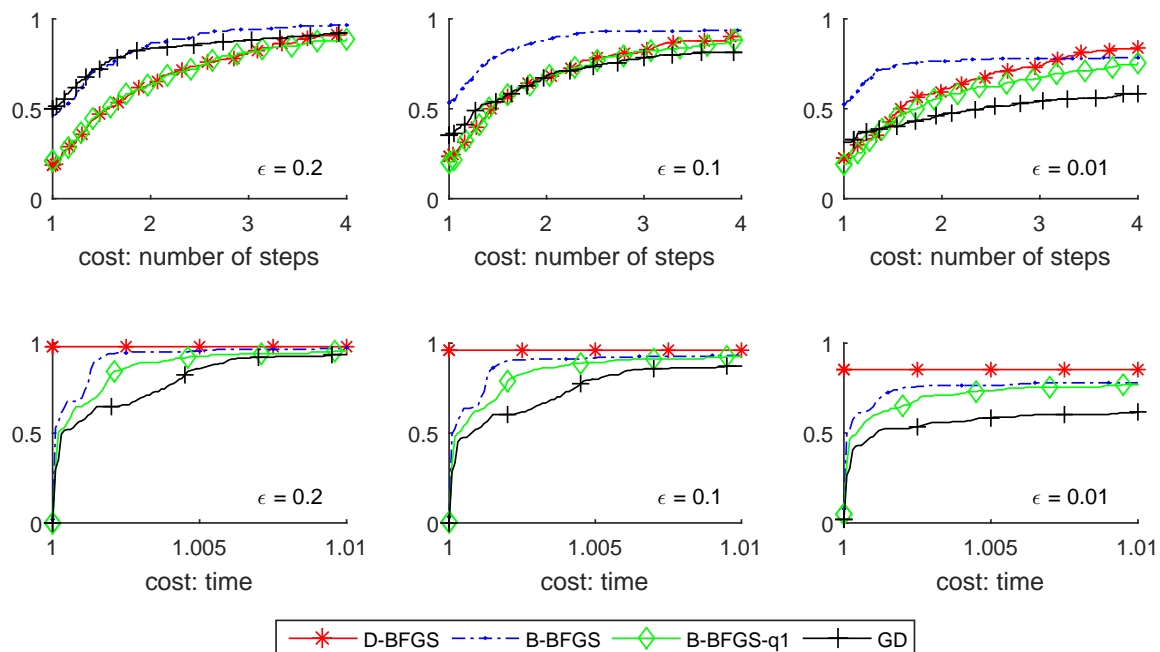 1
0.5
0
ϵ = 0.2
1 2 3 4
cost: number of steps
1
0.5
0
ϵ = 0.1
1 2 3 4
cost: number of steps
1
0.5
0
ϵ = 0.01
1 2 3 4
cost: number of steps
1
0.5
0
ϵ = 0.2
1 1.005 1.01
cost: time
1
0.5
0
ϵ = 0.1
1 1.005 1.01
cost: time
1
0.5
0
ϵ = 0.01
1 1.005 1.01
cost: time
D-BFGS B-BFGS B-BFGS-q1 GD